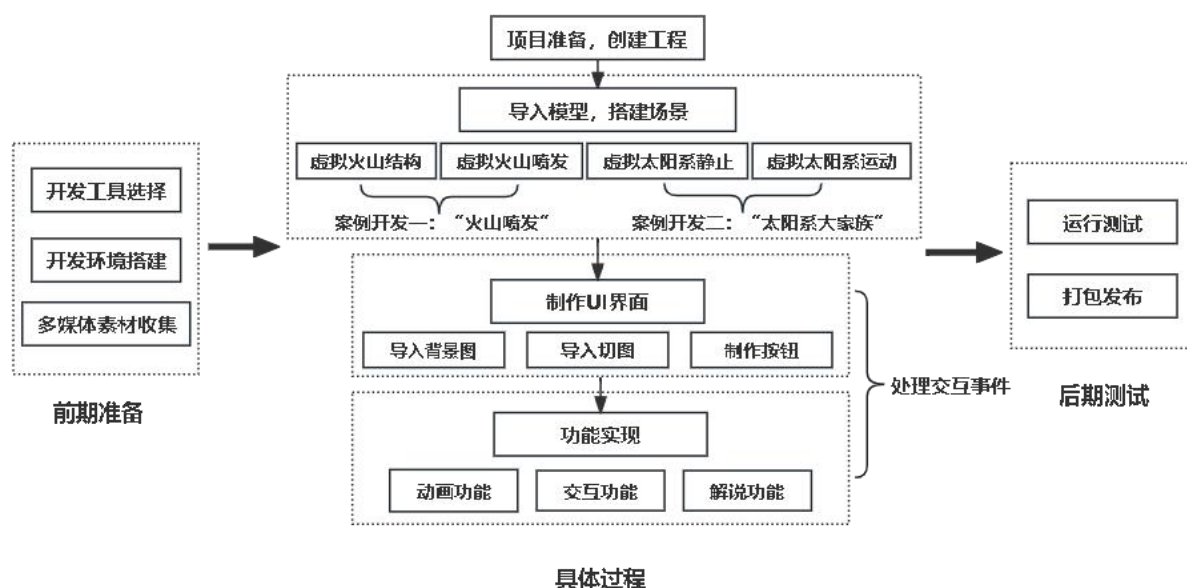 开发工具选择
开发环境搭建
多媒体素材收集
前期准备
项目准备，创建工程
导入模型，搭建场景
虚拟火山结构
虚拟火山喷发
虚拟太阳系静止
虚拟太阳系运动
案例开发一：“火山喷发“
案例开发二：“太阳系大家族“
制作UI界面
导入背景图
导入切图
制作按钮
功能实现
动画功能
交互功能
解说功能
处理交互事件
具体过程
运行测试
打包发布
后期测试